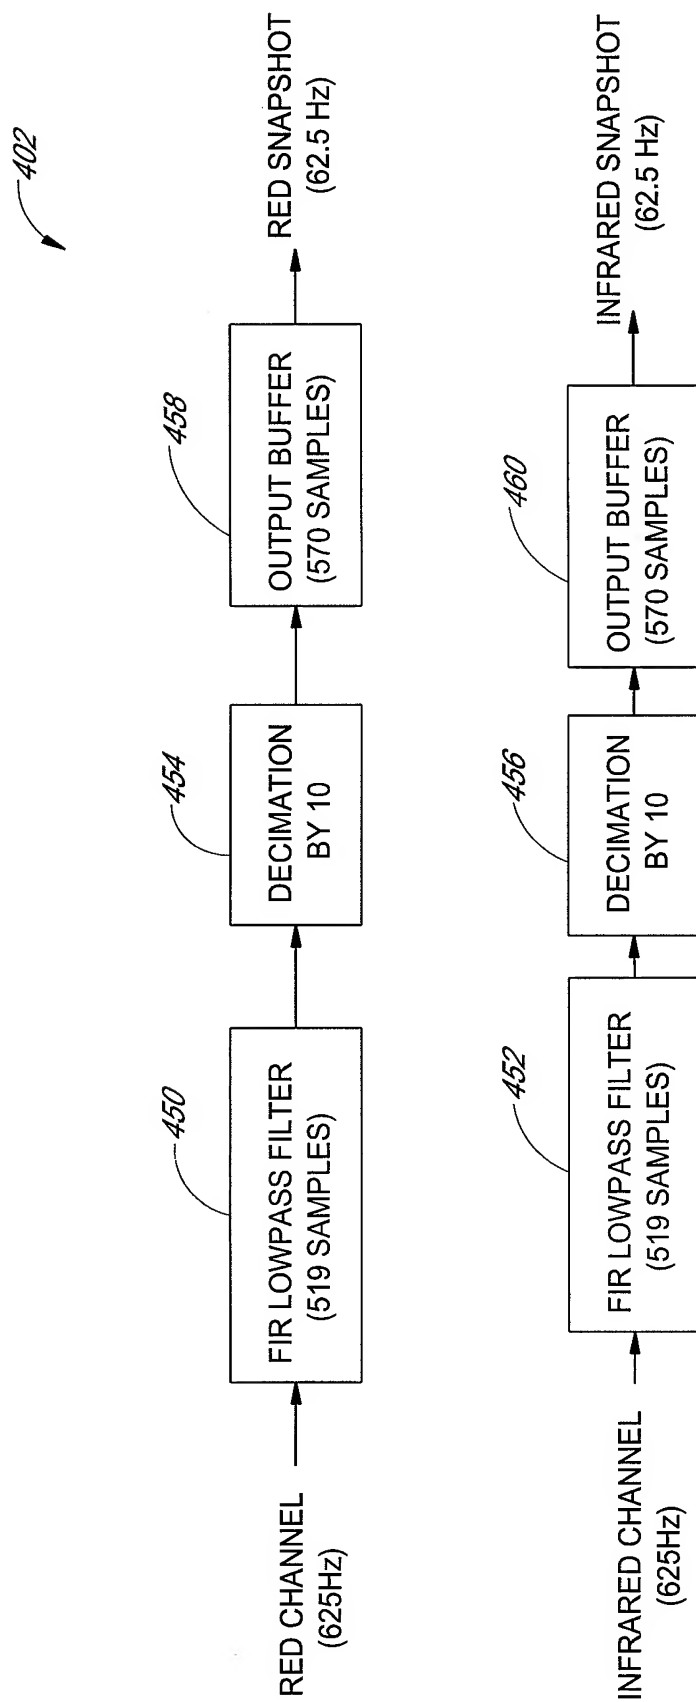 402
RED CHANNEL
(625Hz)
450
FIR LOWPASS FILTER
(519 SAMPLES)
454
DECIMATION
BY 10
458
OUTPUT BUFFER
(570 SAMPLES)
RED SNAPSHOT
(62.5 Hz)
INFRARED CHANNEL
(625Hz)
452
FIR LOWPASS FILTER
(519 SAMPLES)
456
DECIMATION
BY 10
460
OUTPUT BUFFER
(570 SAMPLES)
INFRARED SNAPSHOT
(62.5 Hz)